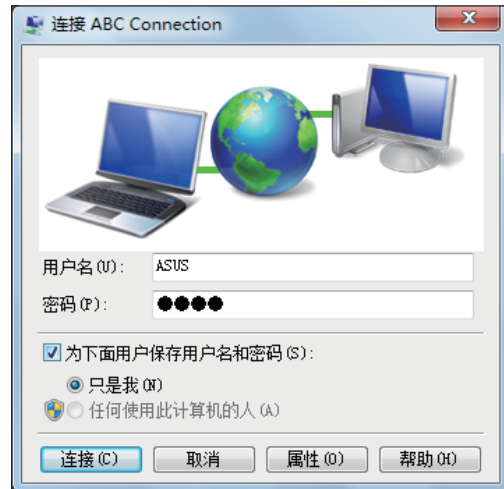 连接 ABC Connection
用户名(U):
ASUS
密码(P):
●●●●
为下面用户保存用户名和密码(S):
只是我(N)
任何使用此计算机的人(A)
连接(C)
取消
属性(O)
帮助(H)